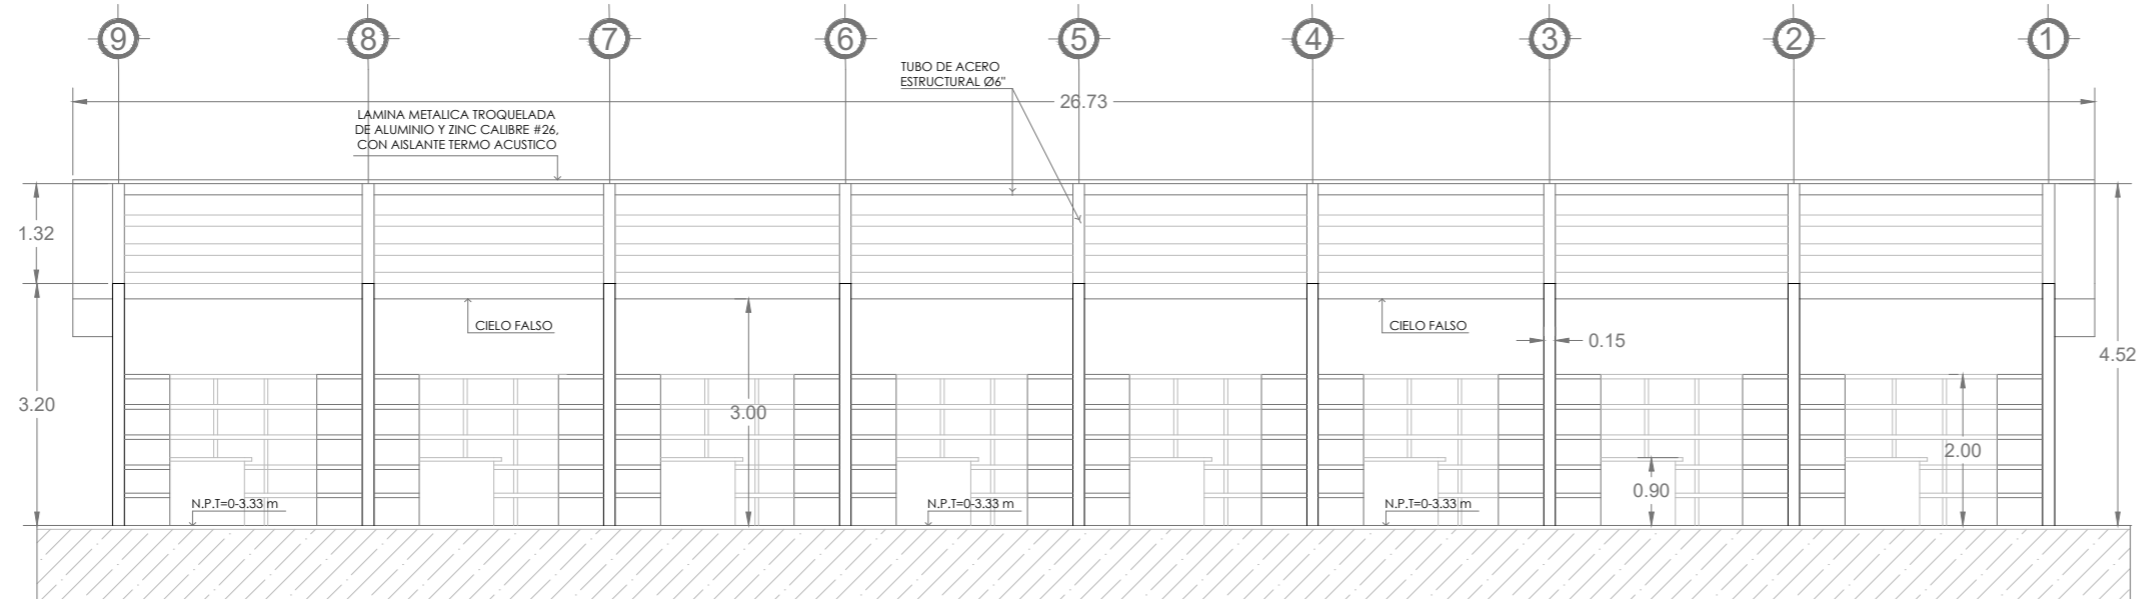 9 8 7 6 5 4 3 2 1
TUBO DE ACERO
ESTRUCTURAL Ø6"
26.73
LAMINA METALICA TROQUELADA
DE ALUMINIO Y ZINC CALIBRE #26,
CON AISLANTE TERMO ACUSTICO
1.32
CIELO FALSO
CIELO FALSO
0.15
4.52
3.20
3.00
2.00
0.90
N.P.T=0-3.33 m
N.P.T=0-3.33 m
N.P.T=0-3.33 m